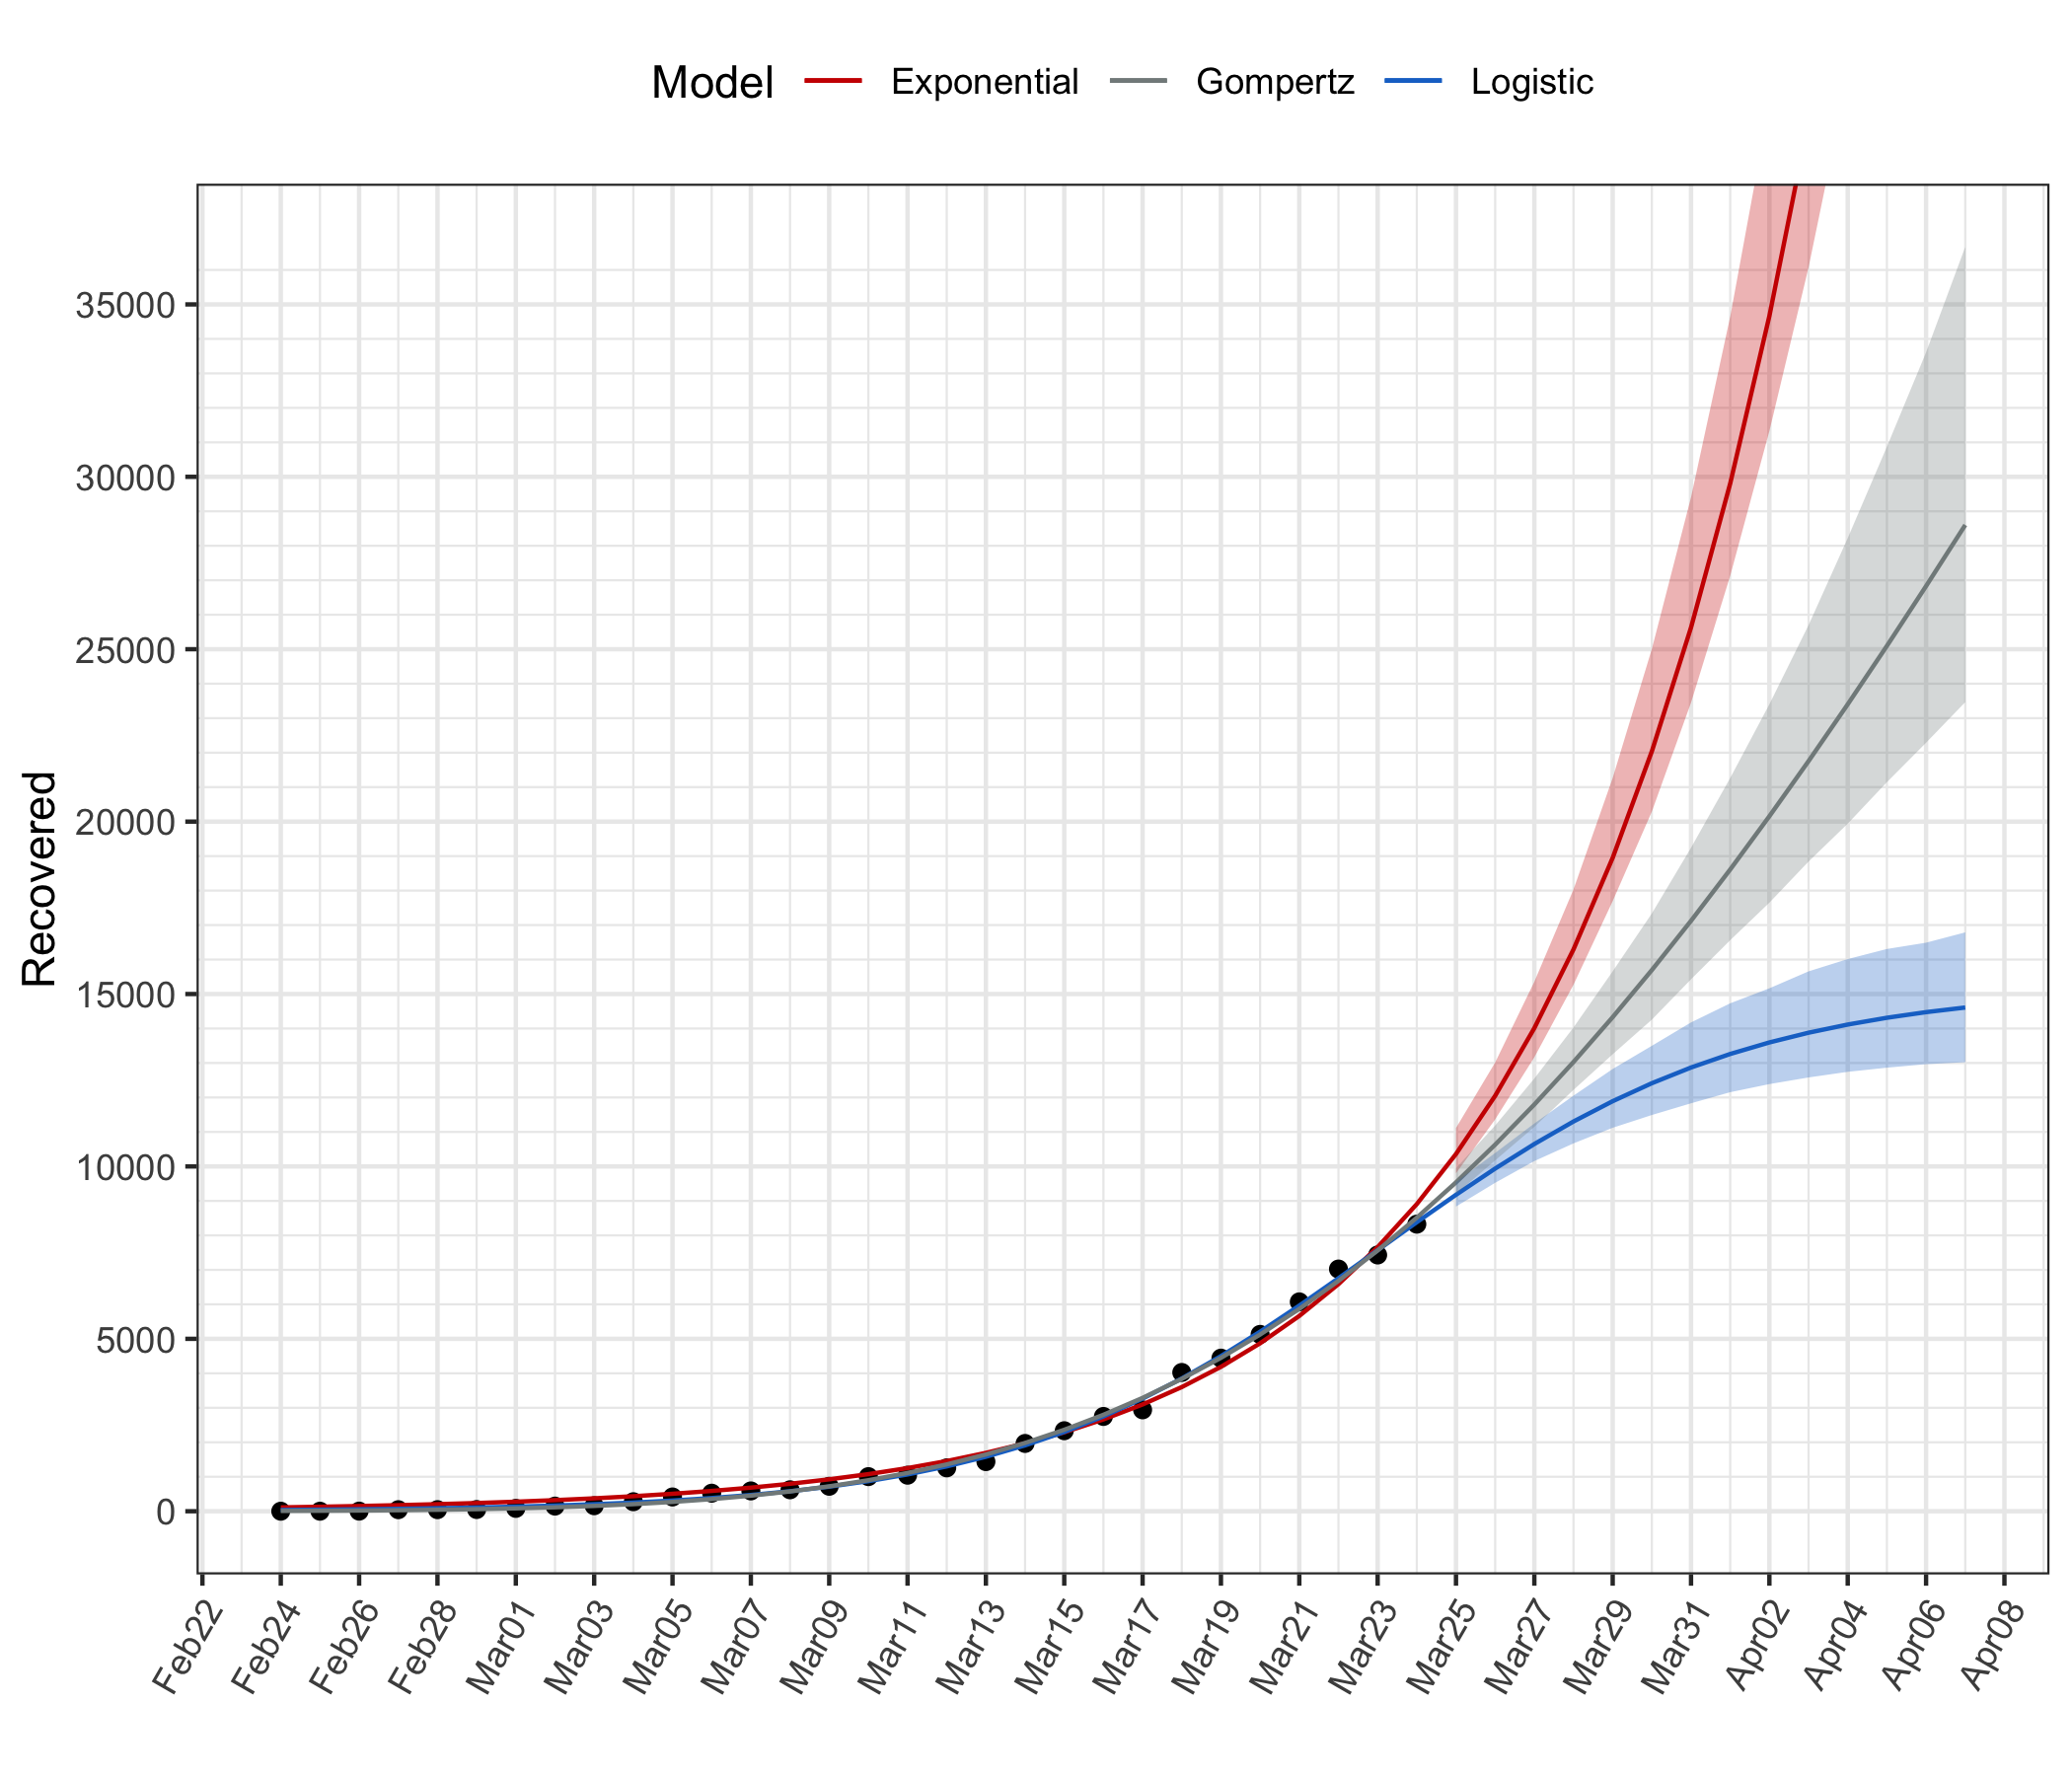 Model Exponential Gompertz Logistic
Recovered
35000
30000
25000
20000
15000
10000
5000
0
Feb22 Feb24 Feb26 Feb28 Mar01 Mar03 Mar05 Mar07 Mar09 Mar11 Mar13 Mar15 Mar17 Mar19 Mar21 Mar23 Mar25 Mar27 Mar29 Mar31 Apr02 Apr04 Apr06 Apr08